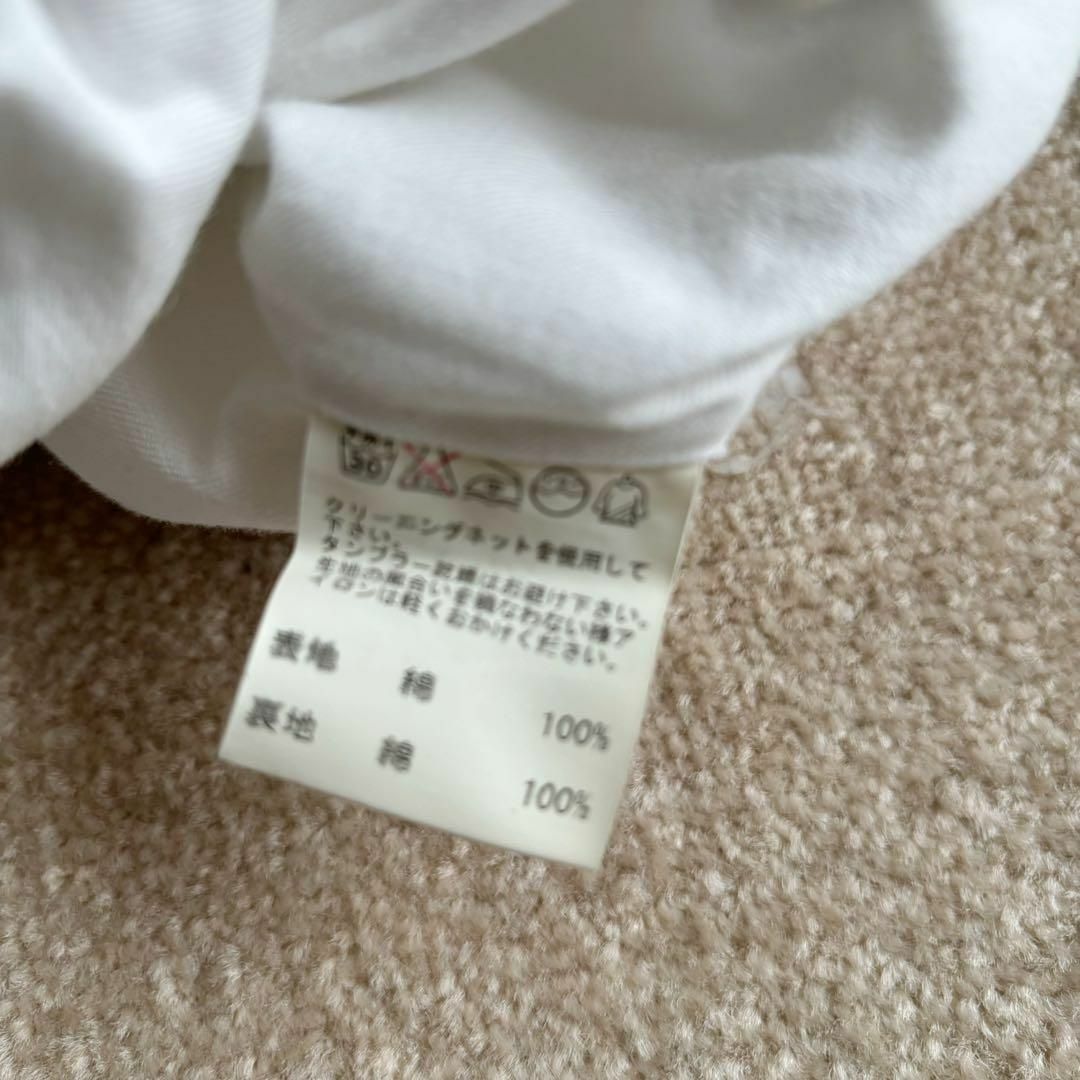 30
クリーニングネットを使用して
下さい。
タンブラー乾燥はお避け下さい。
生地の風合いを損なわない様ア
イロンは軽くおかけください。
表地 綿 100%
裏地 綿 100%